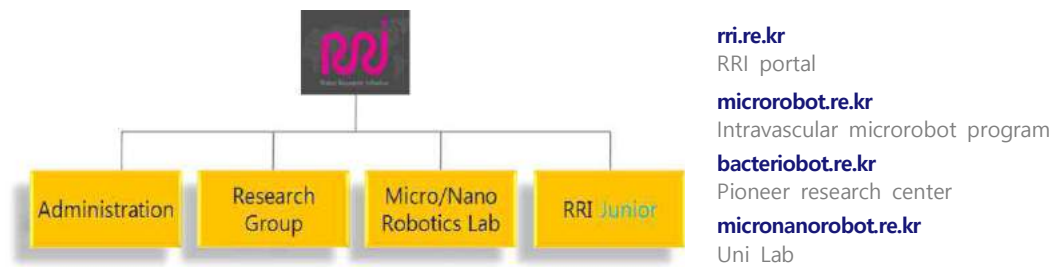 RRI
Administration
Research
Group
Micro/Nano
Robotics Lab
RRI Junior
rri.re.kr
RRI portal
microrobot.re.kr
Intravascular microrobot program
bacteriobot.re.kr
Pioneer research center
micronanorobot.re.kr
Uni Lab